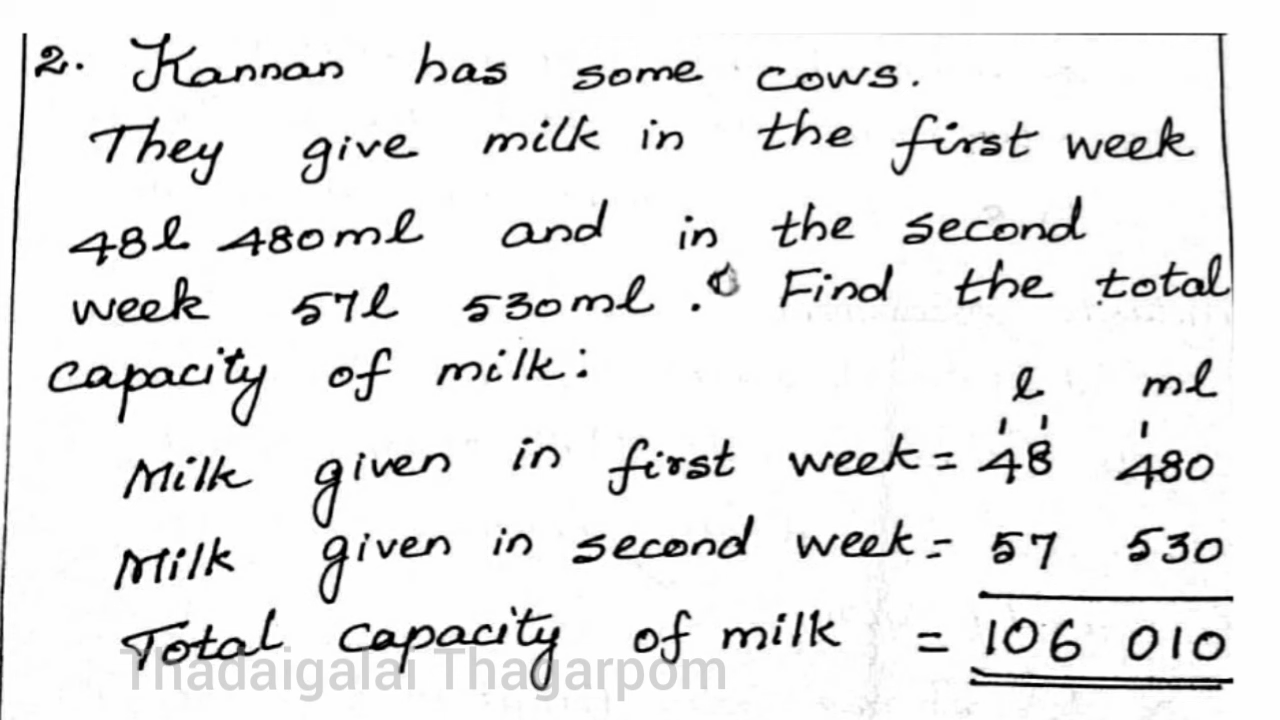 2. Kannan has some cows.
They give milk in the first week
48l 480ml and in the second
week 57l 530ml. Find the total
capacity of milk:
l ml
Milk given in first week = 48 480
Milk given in second week = 57 530
Total capacity of milk = 106 010
Thadaigalai Thagarpom